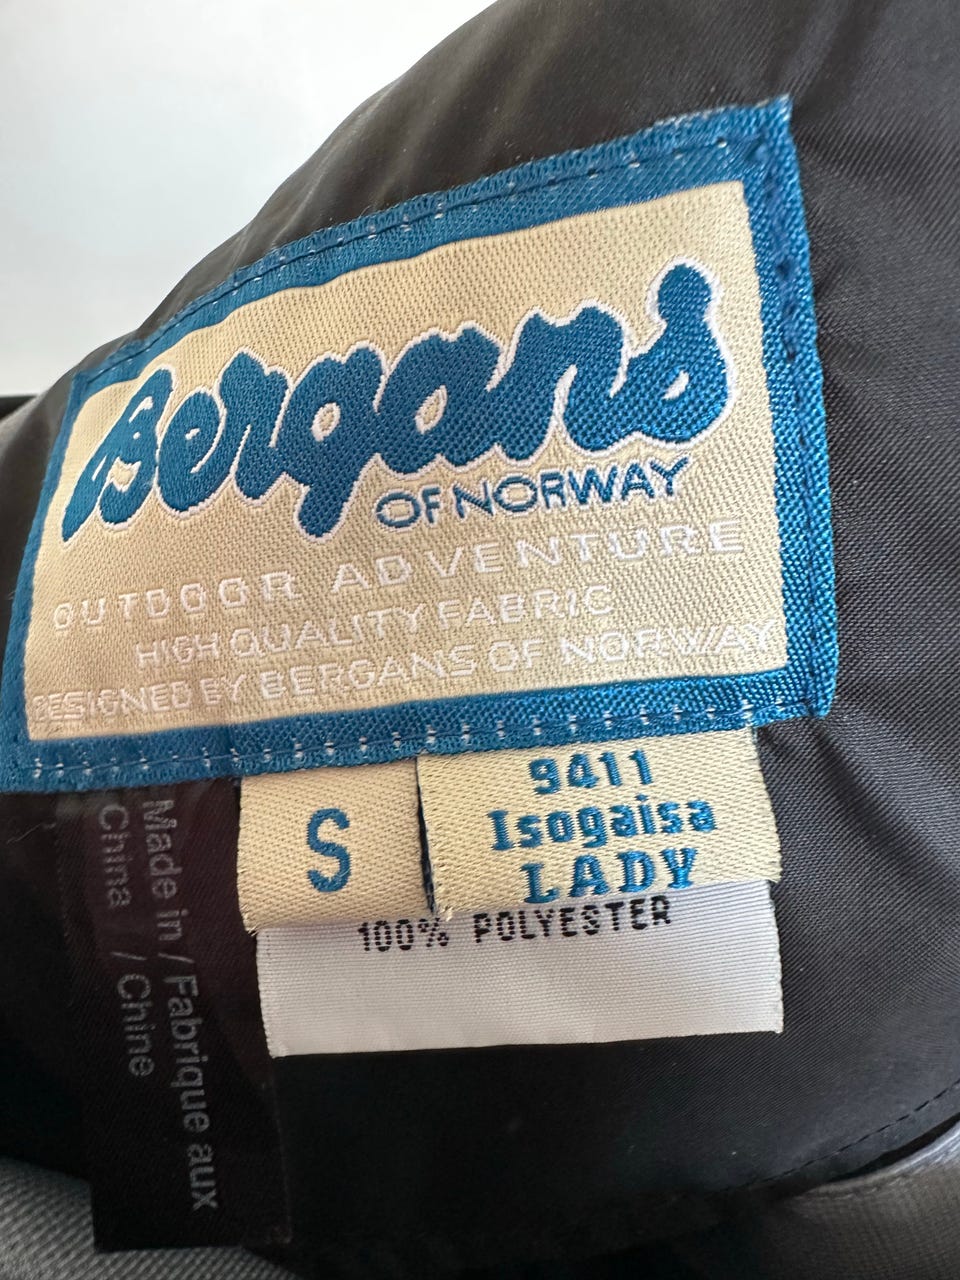 Bergans
OF NORWAY
OUTDOOR ADVENTURE
HIGH QUALITY FABRIC
DESIGNED BY BERGANS OF NORWAY
S
9411
Isogaisa
LADY
100% POLYESTER
Made in / Fabrique aux
China / Chine